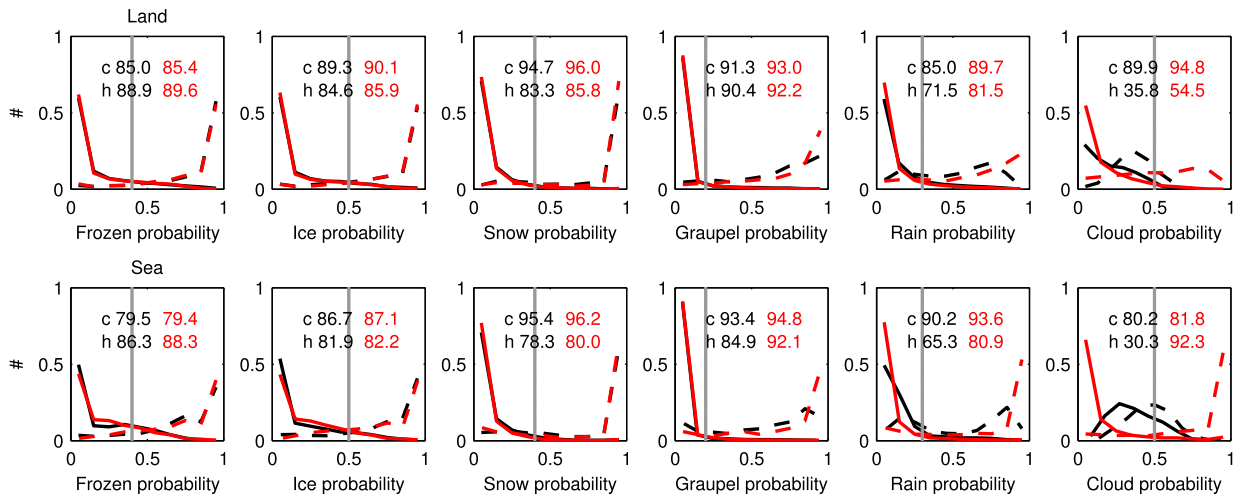 Land
1 1 1 1 1 1
c 85.0 85.4 c 89.3 90.1 c 94.7 96.0 c 91.3 93.0 c 85.0 89.7 c 89.9 94.8
h 88.9 89.6 h 84.6 85.9 h 83.3 85.8 h 90.4 92.2 h 71.5 81.5 h 35.8 54.5
# 0.5 0.5 0.5 0.5 0.5 0.5
0 0 0 0 0 0
0 0.5 1 0 0.5 1 0 0.5 1 0 0.5 1 0 0.5 1 0 0.5 1
Frozen probability Ice probability Snow probability Graupel probability Rain probability Cloud probability
Sea
1 1 1 1 1 1
c 79.5 79.4 c 86.7 87.1 c 95.4 96.2 c 93.4 94.8 c 90.2 93.6 c 80.2 81.8
h 86.3 88.3 h 81.9 82.2 h 78.3 80.0 h 84.9 92.1 h 65.3 80.9 h 30.3 92.3
# 0.5 0.5 0.5 0.5 0.5 0.5
0 0 0 0 0 0
0 0.5 1 0 0.5 1 0 0.5 1 0 0.5 1 0 0.5 1 0 0.5 1
Frozen probability Ice probability Snow probability Graupel probability Rain probability Cloud probability